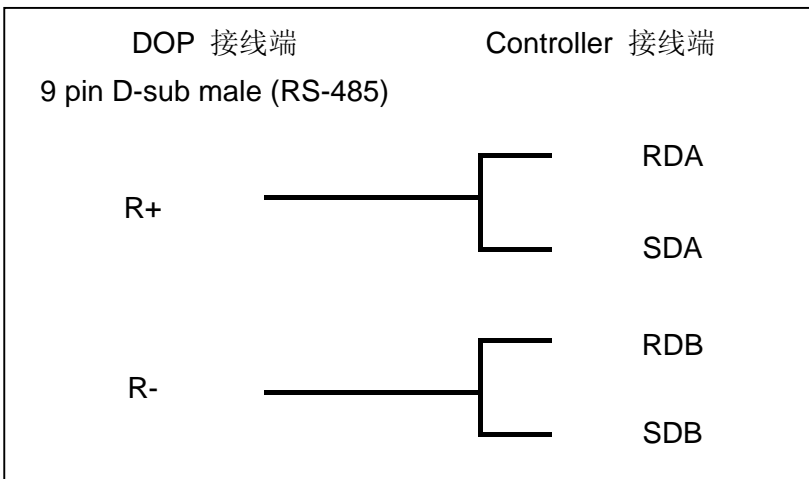 DOP 接线端 Controller 接线端
9 pin D-sub male (RS-485)
RDA
R+
SDA
RDB
R-
SDB